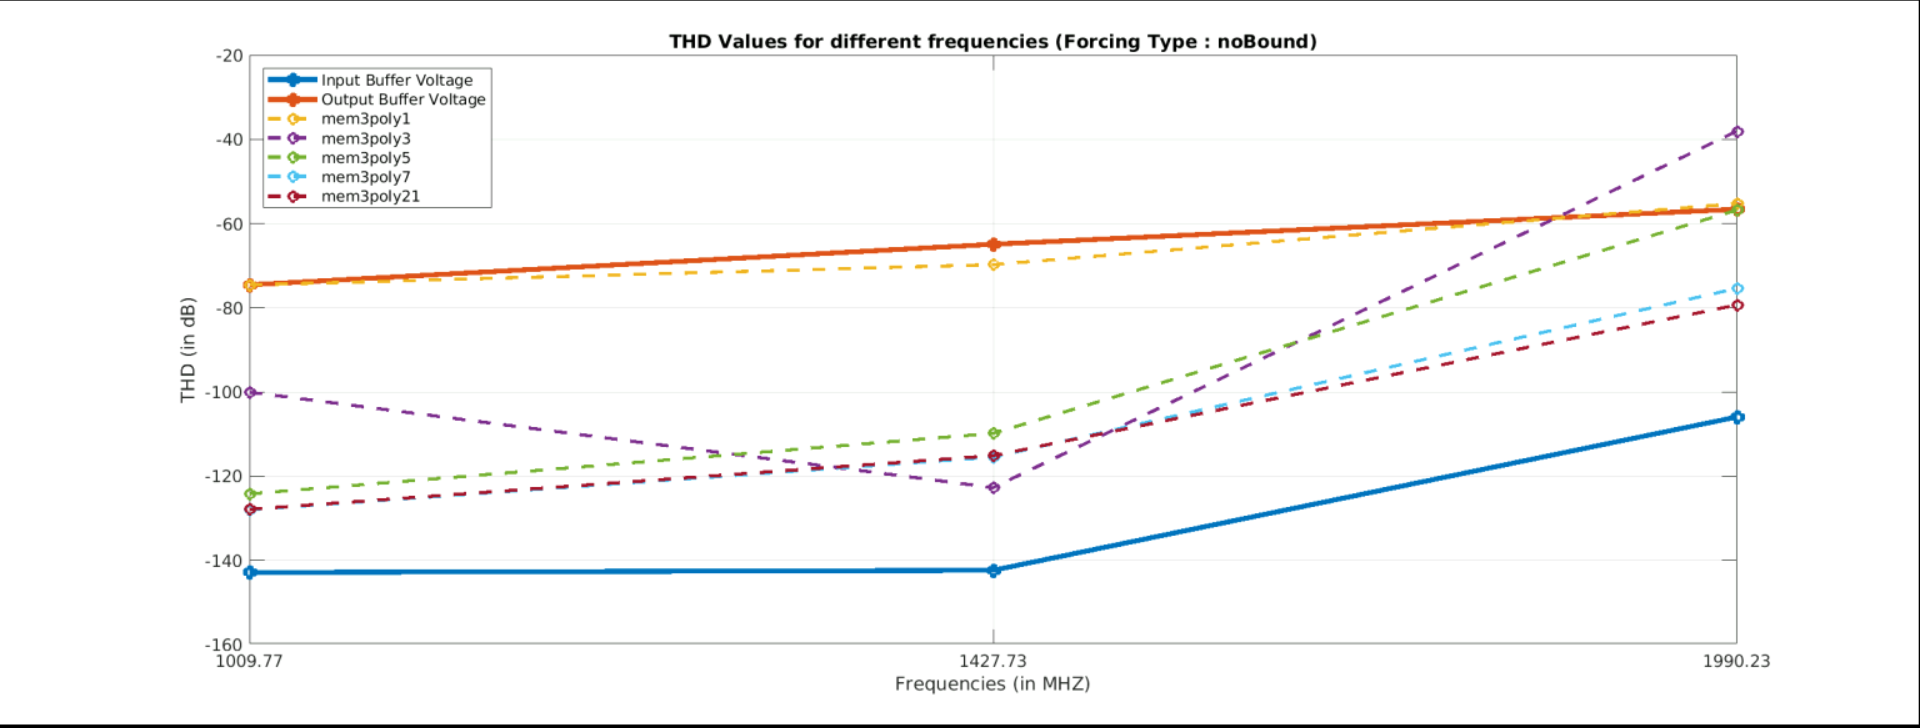 THD Values for different frequencies (Forcing Type : noBound)
-20
-40
-60
-80
-100
-120
-140
-160
THD (in dB)
Input Buffer Voltage
Output Buffer Voltage
mem3poly1
mem3poly3
mem3poly5
mem3poly7
mem3poly21
1009.77
1427.73
1990.23
Frequencies (in MHZ)